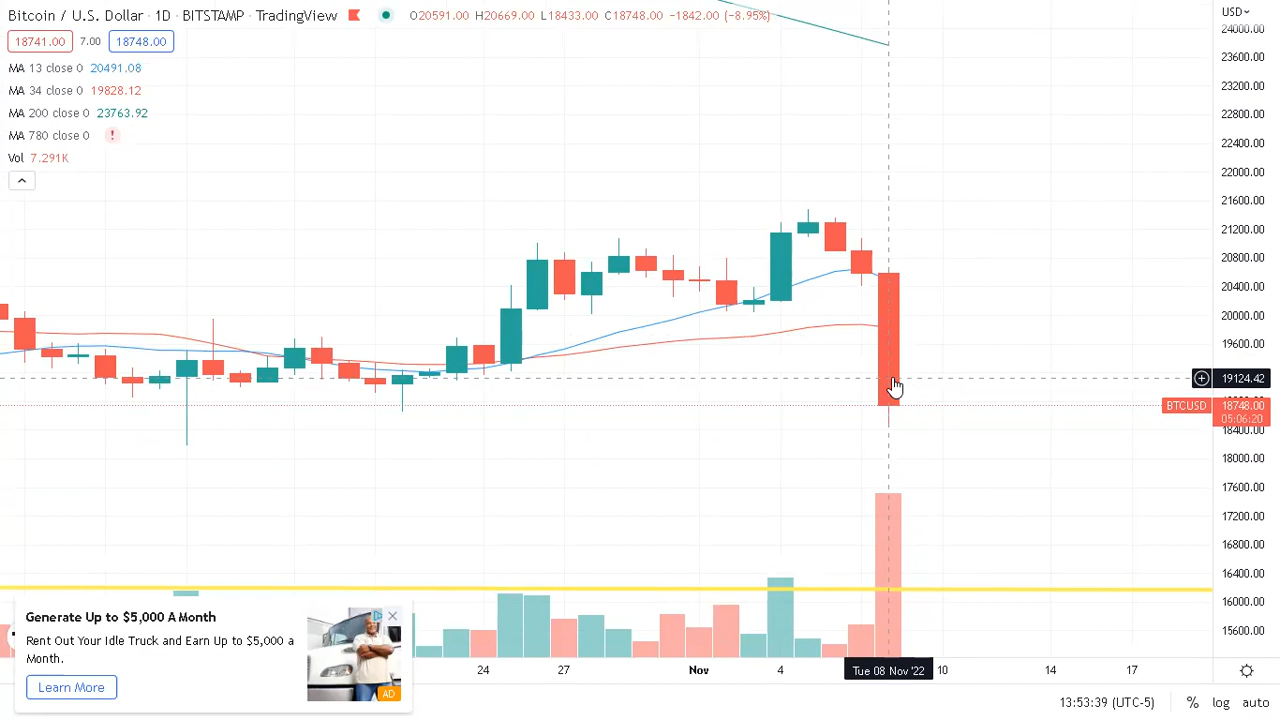 Bitcoin / U.S. Dollar · 1D · BITSTAMP · TradingView O20591.00 H20669.00 L18433.00 C18748.00 −1842.00 (−8.95%) USD
18741.00 7.00 18748.00
MA 13 close 0 20491.08
MA 34 close 0 19828.12
MA 200 close 0 23763.92
MA 780 close 0 !
Vol 7.291K
24000.00
23600.00
23200.00
22800.00
22400.00
22000.00
21600.00
21200.00
20800.00
20400.00
20000.00
19600.00
19124.42
BTCUSD 18748.00
05:06:20
18400.00
18000.00
17600.00
17200.00
16800.00
16400.00
16000.00
15600.00
Generate Up to $5,000 A Month
Rent Out Your Idle Truck and Earn Up to $5,000 a
Month.
Learn More
AD
24 27 Nov 4 Tue 08 Nov '22 10 14 17
13:53:39 (UTC-5) % log auto